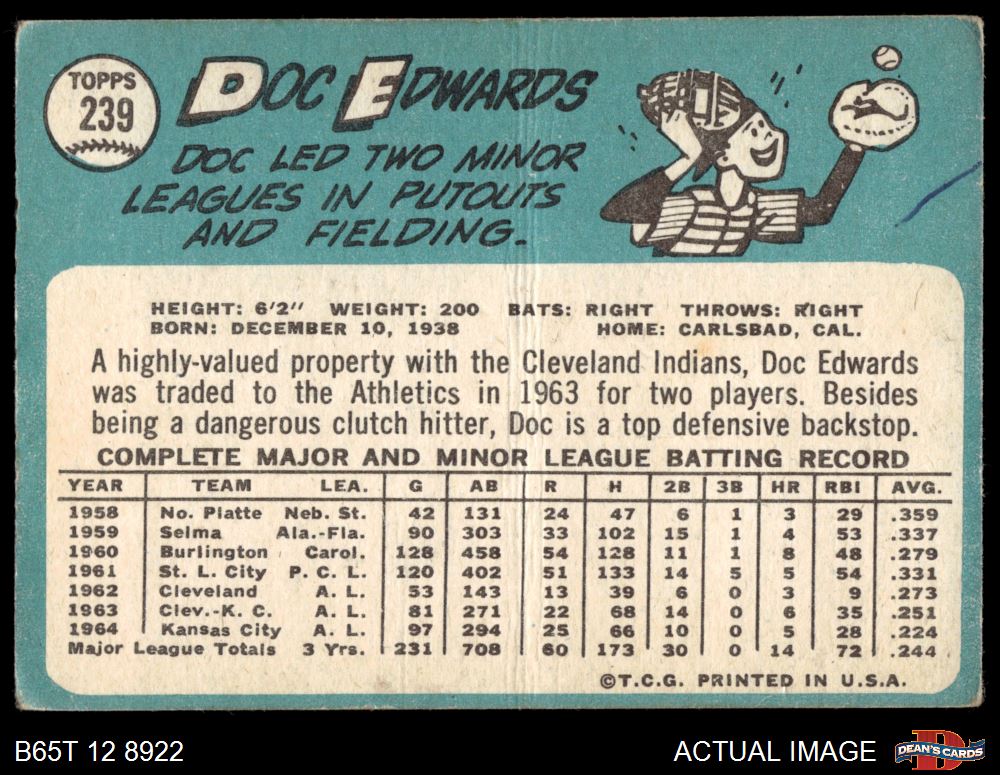 TOPPS
239
DOC EDWARDS
DOC LED TWO MINOR
LEAGUES IN PUTOUTS
AND FIELDING.
HEIGHT: 6'2" WEIGHT: 200 BATS: RIGHT THROWS: RIGHT
BORN: DECEMBER 10, 1938 HOME: CARLSBAD, CAL.
A highly-valued property with the Cleveland Indians, Doc Edwards
was traded to the Athletics in 1963 for two players. Besides
being a dangerous clutch hitter, Doc is a top defensive backstop.
COMPLETE MAJOR AND MINOR LEAGUE BATTING RECORD
YEAR TEAM LEA. G AB R H 2B 3B HR RBI AVG.
1958 No. Platte Neb. St. 42 131 24 47 6 1 3 29 .359
1959 Selma Ala.-Fla. 90 303 33 102 15 1 4 53 .337
1960 Burlington Carol. 128 458 54 128 11 1 8 48 .279
1961 St. L. City P. C. L. 120 402 51 133 14 5 5 54 .331
1962 Cleveland A. L. 53 143 13 39 6 0 3 9 .273
1963 Clev.-K. C. A. L. 81 271 22 68 14 0 6 35 .251
1964 Kansas City A. L. 97 294 25 66 10 0 5 28 .224
Major League Totals 3 Yrs. 231 708 60 173 30 0 14 72 .244
©T.C.G. PRINTED IN U.S.A.
B65T 12 8922 ACTUAL IMAGE DEAN'S CARDS